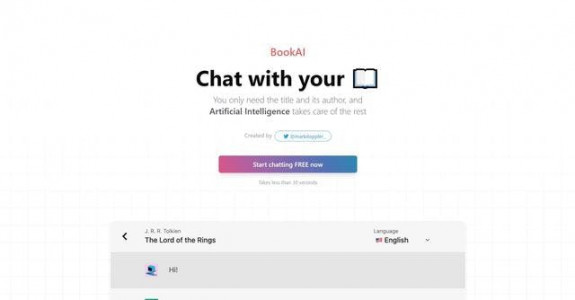 BookAI
Chat with your
You only need the title and its author, and
Artificial Intelligence takes care of the rest
Created by
Start chatting FREE now
Takes less than 10 seconds
J. R. R. Tolkien
The Lord of the Rings
Language
English
Hi!